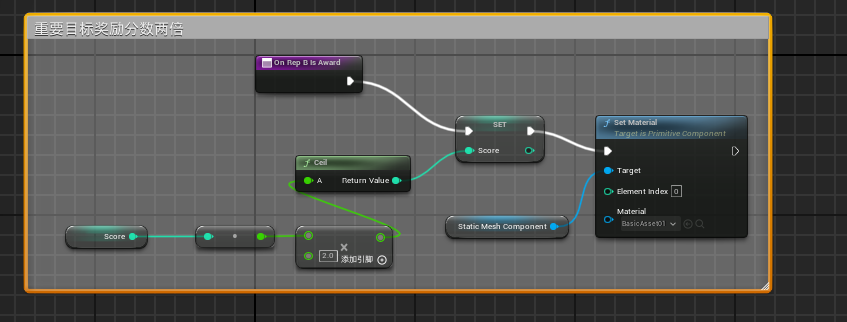 重要目标奖励分数两倍
On Rep B Is Award
SET
Score
Set Material
Target is Primitive Component
Target
Element Index 0
Material
BasicAsset01
Ceil
A Return Value
Static Mesh Component
Score
2.0
添加引脚